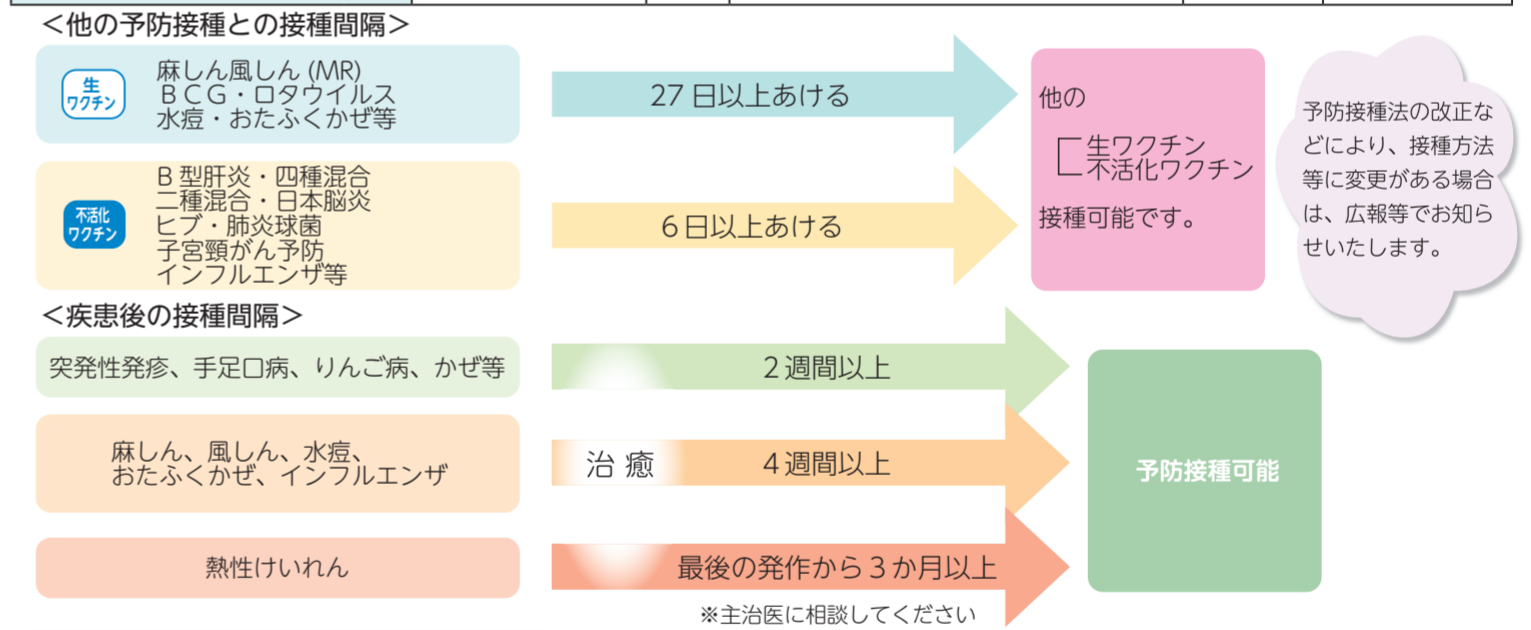 ＜他の予防接種との接種間隔＞
生
ワクチン
麻しん風しん (MR)
ＢＣＧ・ロタウイルス
水痘・おたふくかぜ等
27 日以上あける
不活化
ワクチン
Ｂ型肝炎・四種混合
二種混合・日本脳炎
ヒブ・肺炎球菌
子宮頸がん予防
インフルエンザ等
６日以上あける
他の
生ワクチン
不活化ワクチン
接種可能です。
予防接種法の改正な
どにより、接種方法
等に変更がある場合
は、広報等でお知ら
せいたします。
＜疾患後の接種間隔＞
突発性発疹、手足口病、りんご病、かぜ等
２週間以上
麻しん、風しん、水痘、
おたふくかぜ、インフルエンザ
治 癒
４週間以上
熱性けいれん
最後の発作から３か月以上
※主治医に相談してください
予防接種可能